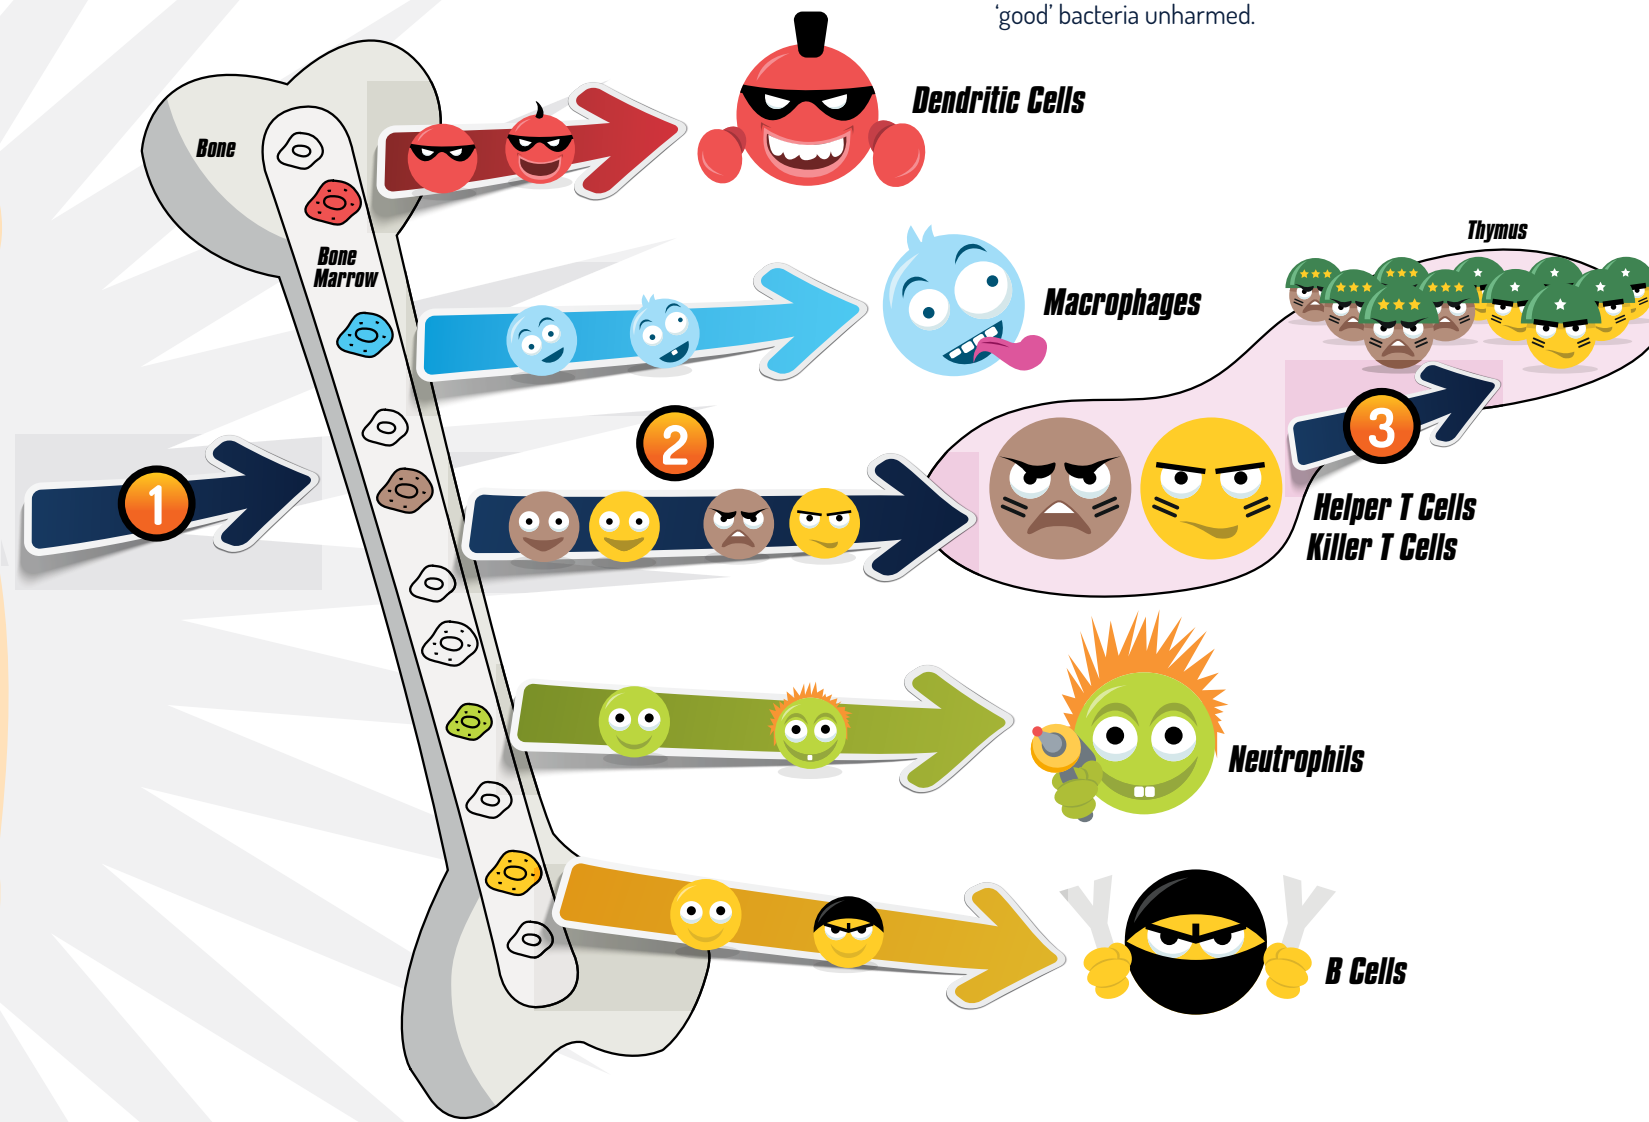 ‘good’ bacteria unharmed.
Dendritic Cells
Bone
Thymus
Bone
Marrow
Macrophages
2
3
1
Helper T Cells
Killer T Cells
Neutrophils
B Cells